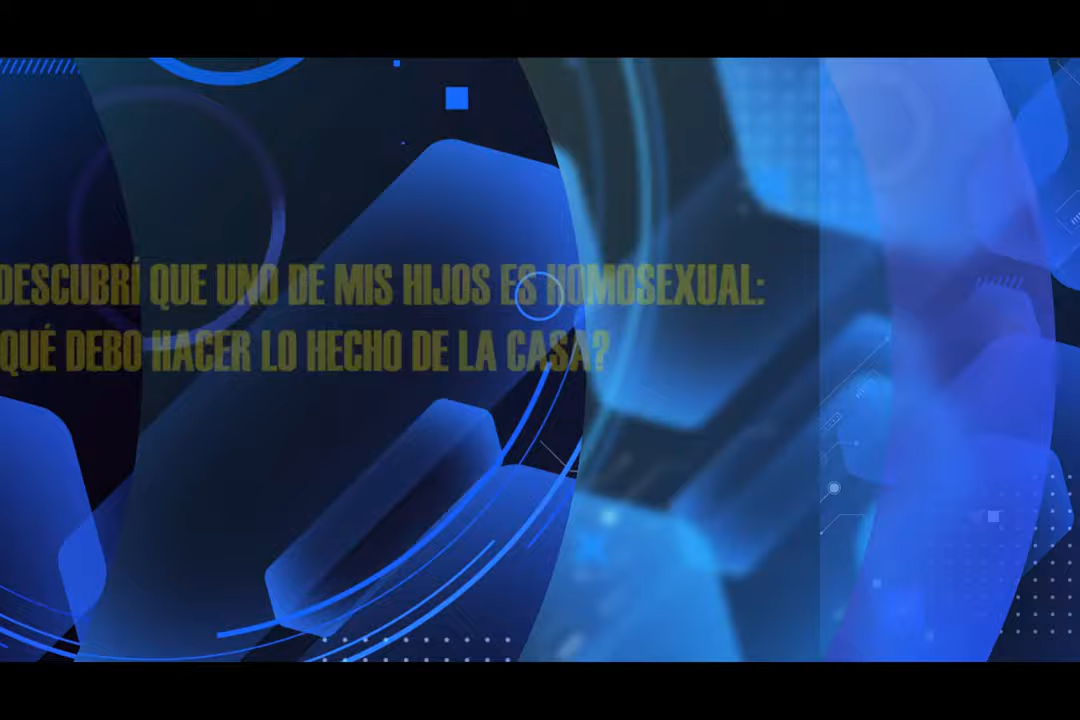 DESCUBRÍ QUE UNO DE MIS HIJOS ES HOMOSEXUAL:
QUÉ DEBO HACER LO HECHO DE LA CASA?